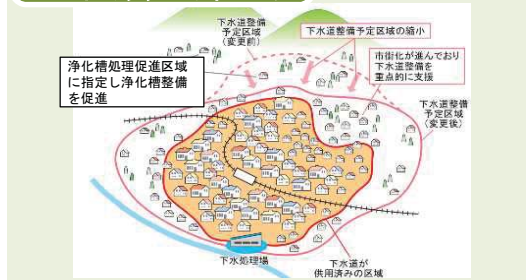 下水道整備
予定区域
(変更前)
下水道整備予定区域の縮小
市街化が進んでおり
下水道整備を
重点的に支援
浄化槽処理促進区域
に指定し浄化槽整備
を促進
下水道整備
予定区域
(変更後)
下水処理場
下水道が
供用済みの区域